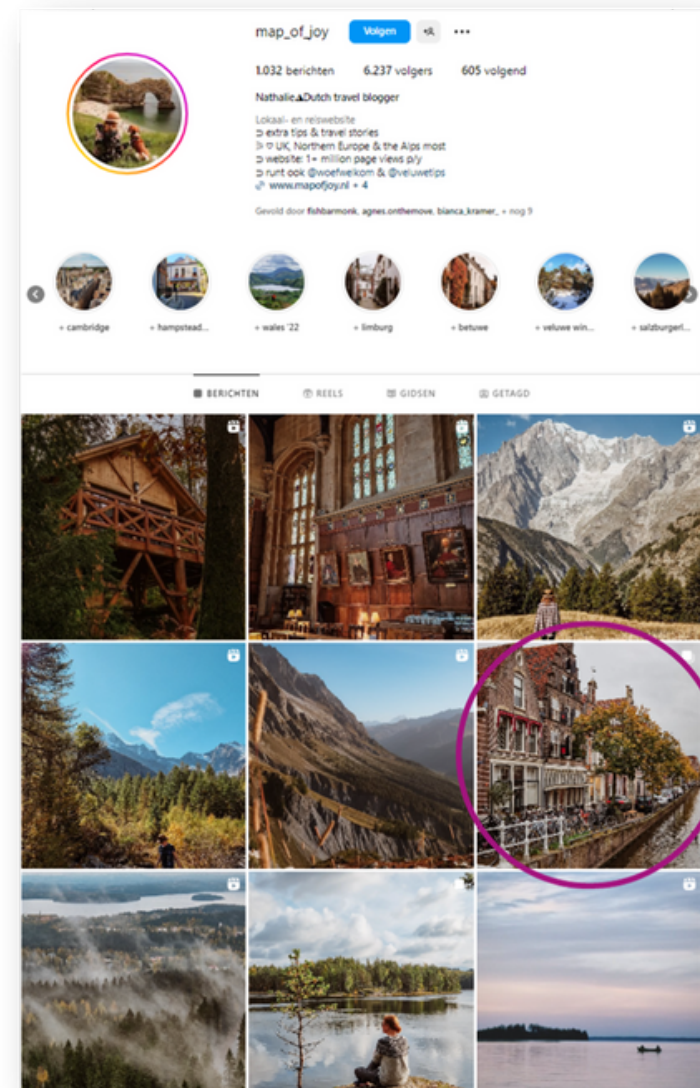 map_of_joy Volgen
1.032 berichten 6.237 volgers 605 volgend
Nathalie Dutch travel blogger
Lokaal- en reiswebsite
⊃ extra tips & travel stories
UK, Northern Europe & the Alps most
⊃ website: 1+ million page views p/y
⊃ runt ook @woefwelkom & @veluwetips
www.mapofjoy.nl + 4
Gevolgd door fishbarmonk, agnes.onthemove, bianca_kramer_ + nog 9
+ cambridge + hampstead... + wales '22 + limburg + betuwe + veluwe win... + salzburgerl...
BERICHTEN REELS GIDSEN GETAGD